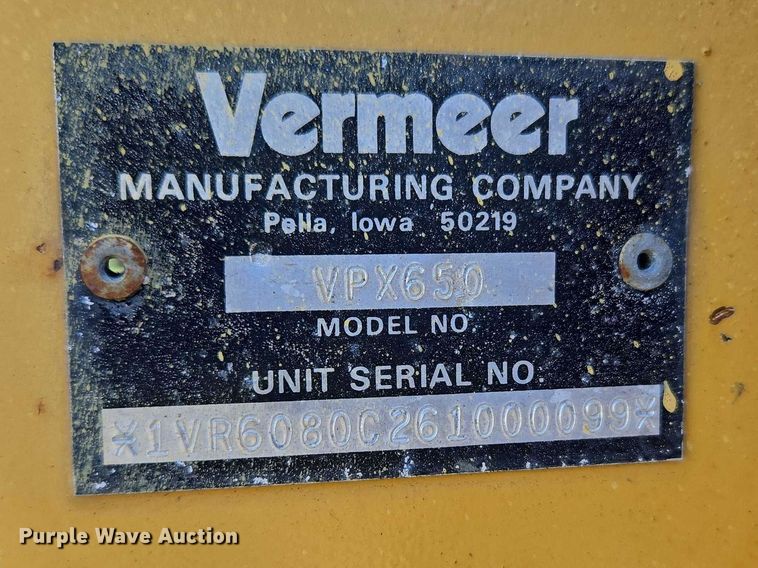 Vermeer
MANUFACTURING COMPANY
Pella, Iowa 50219
VPX650
MODEL NO
UNIT SERIAL NO.
*1VR6080C261000099*
Purple Wave Auction